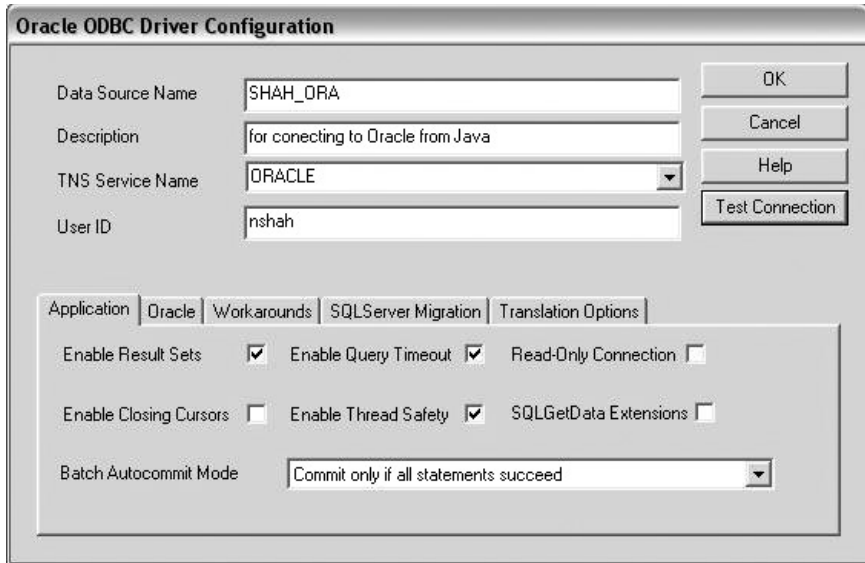 Oracle ODBC Driver Configuration
Data Source Name SHAH_ORA OK
Description for conecting to Oracle from Java Cancel
TNS Service Name ORACLE Help
User ID nshah Test Connection
Application Oracle Workarounds SQLServer Migration Translation Options
Enable Result Sets Enable Query Timeout Read-Only Connection
Enable Closing Cursors Enable Thread Safety SQLGetData Extensions
Batch Autocommit Mode Commit only if all statements succeed